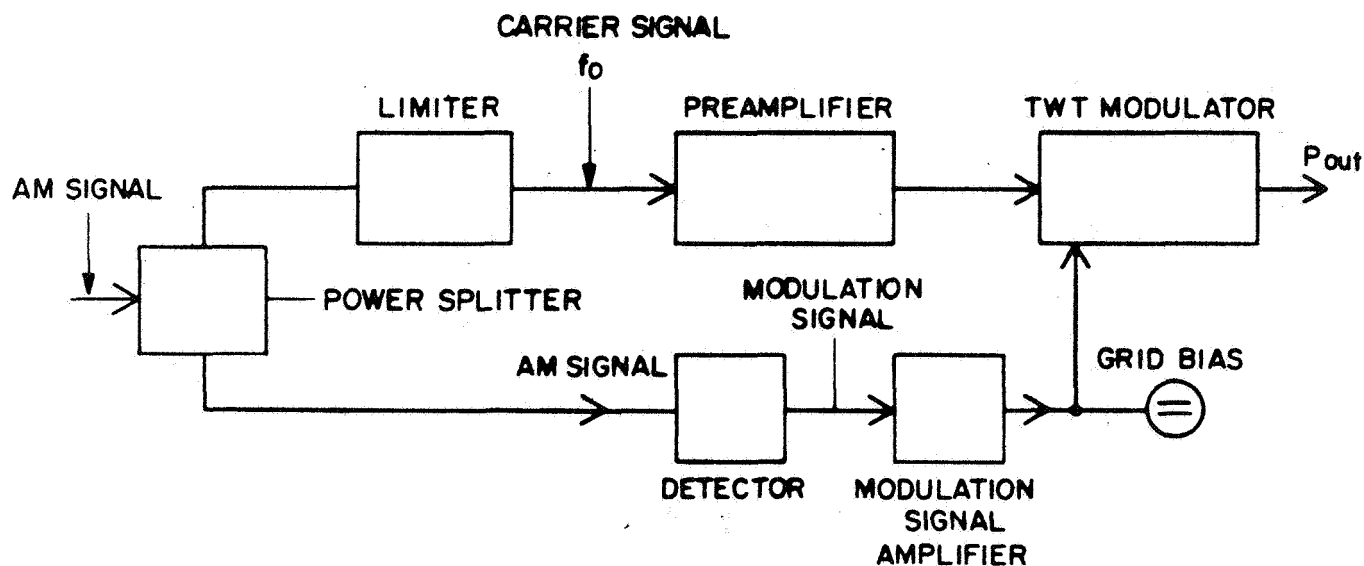 CARRIER SIGNAL
fo
LIMITER
PREAMPLIFIER
TWT MODULATOR
AM SIGNAL
Pout
POWER SPLITTER
MODULATION
SIGNAL
AM SIGNAL
GRID BIAS
DETECTOR
MODULATION
SIGNAL
AMPLIFIER